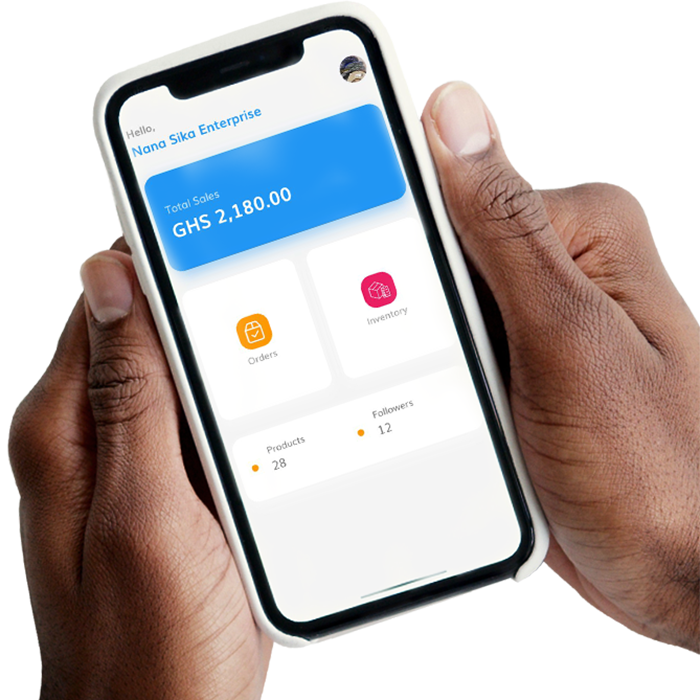 Hello,
Nana Sika Enterprise
Total Sales
GHS 2,180.00
Orders
Inventory
Products
28
Followers
12